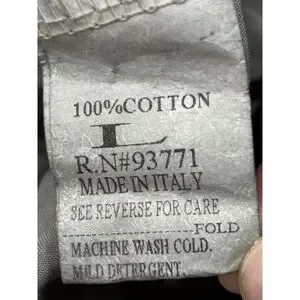 100%COTTON
L
R.N#93771
MADE IN ITALY
SEE REVERSE FOR CARE
--------------------FOLD
MACHINE WASH COLD.
MILD DETERGENT.